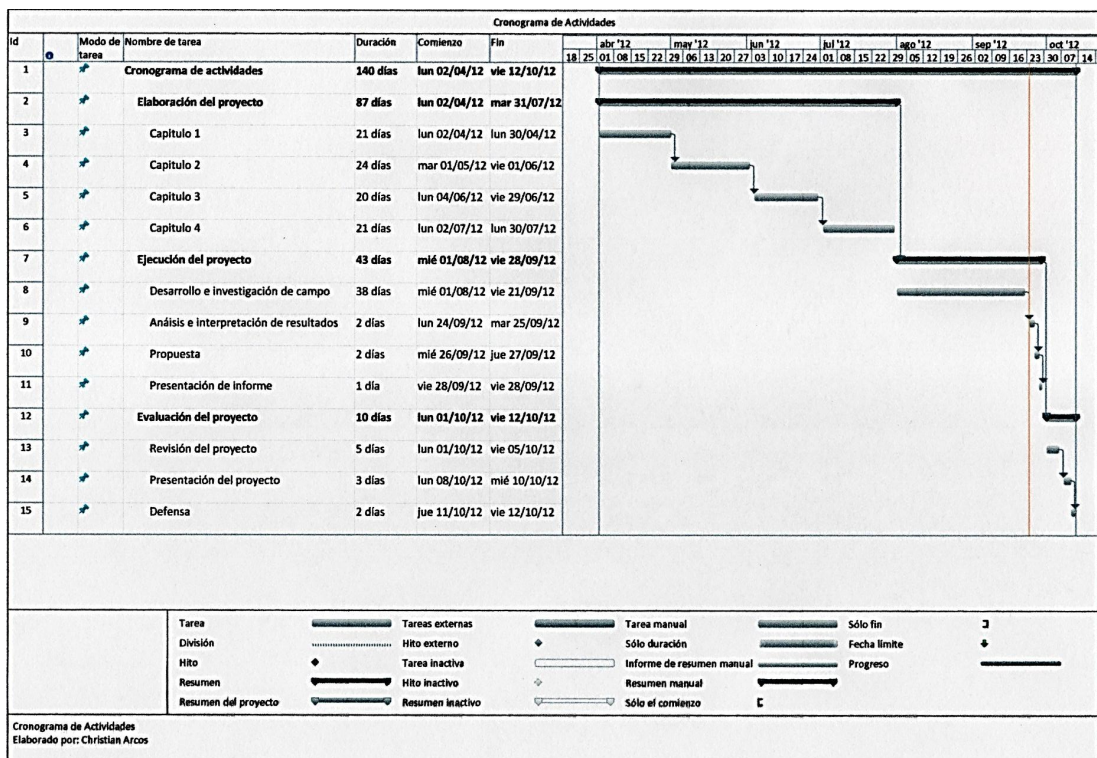 Cronograma de Actividades
Id Modo de tarea Nombre de tarea Duración Comienzo Fin abr '12 may '12 jun '12 jul '12 ago '12 sep '12 oct '12
18 25 01 08 15 22 29 06 13 20 27 03 10 17 24 01 08 15 22 29 05 12 19 26 02 09 16 23 30 07 14
1 Cronograma de actividades 140 días lun 02/04/12 vie 12/10/12
2 Elaboración del proyecto 87 días lun 02/04/12 mar 31/07/12
3 Capitulo 1 21 días lun 02/04/12 lun 30/04/12
4 Capitulo 2 24 días mar 01/05/12 vie 01/06/12
5 Capitulo 3 20 días lun 04/06/12 vie 29/06/12
6 Capitulo 4 21 días lun 02/07/12 lun 30/07/12
7 Ejecución del proyecto 43 días mié 01/08/12 vie 28/09/12
8 Desarrollo e investigación de campo 38 días mié 01/08/12 vie 21/09/12
9 Análisis e interpretación de resultados 2 días lun 24/09/12 mar 25/09/12
10 Propuesta 2 días mié 26/09/12 jue 27/09/12
11 Presentación de informe 1 día vie 28/09/12 vie 28/09/12
12 Evaluación del proyecto 10 días lun 01/10/12 vie 12/10/12
13 Revisión del proyecto 5 días lun 01/10/12 vie 05/10/12
14 Presentación del proyecto 3 días lun 08/10/12 mié 10/10/12
15 Defensa 2 días jue 11/10/12 vie 12/10/12
Tarea Tareas externas Tarea manual Sólo fin
División Hito externo Sólo duración Fecha límite
Hito Tarea inactiva Informe de resumen manual Progreso
Resumen Hito inactivo Resumen manual
Resumen del proyecto Resumen inactivo Sólo el comienzo
Cronograma de Actividades
Elaborado por: Christian Arcos